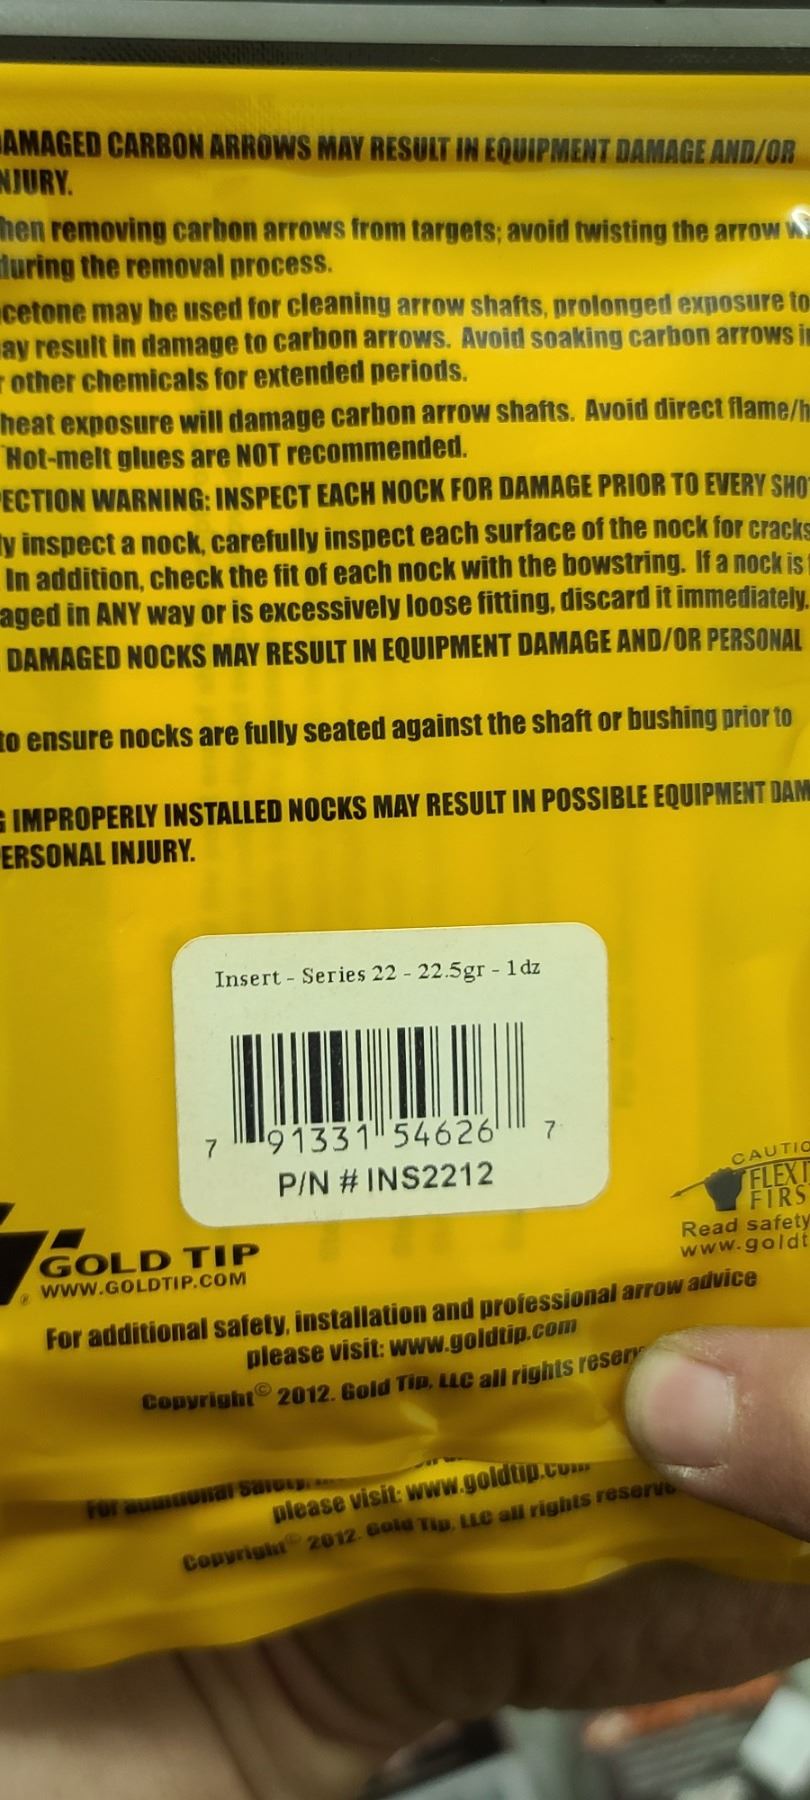 AMAGED CARBON ARROWS MAY RESULT IN EQUIPMENT DAMAGE AND/OR
NJURY.
hen removing carbon arrows from targets; avoid twisting the arrow w
during the removal process.
cetone may be used for cleaning arrow shafts, prolonged exposure to
ay result in damage to carbon arrows. Avoid soaking carbon arrows i
r other chemicals for extended periods.
heat exposure will damage carbon arrow shafts. Avoid direct flame/h
Hot-melt glues are NOT recommended.
ECTION WARNING: INSPECT EACH NOCK FOR DAMAGE PRIOR TO EVERY SHO
ly inspect a nock, carefully inspect each surface of the nock for cracks
In addition, check the fit of each nock with the bowstring. If a nock is
aged in ANY way or is excessively loose fitting, discard it immediately.
DAMAGED NOCKS MAY RESULT IN EQUIPMENT DAMAGE AND/OR PERSONAL
to ensure nocks are fully seated against the shaft or bushing prior to
G IMPROPERLY INSTALLED NOCKS MAY RESULT IN POSSIBLE EQUIPMENT DAM
ERSONAL INJURY.
Insert - Series 22 - 22.5gr - 1dz
7 91331 54626 7
P/N # INS2212
CAUTIO
FLEX T
FIRS
Read safety
www.goldt
GOLD TIP
®
WWW.GOLDTIP.COM
For additional safety, installation and professional arrow advice
please visit: www.goldtip.com
Copyright© 2012. Gold Tip, LLC all rights reserv
For additional safety,
please visit: www.goldtip.com
Copyright© 2012. Gold Tip, LLC all rights reserve